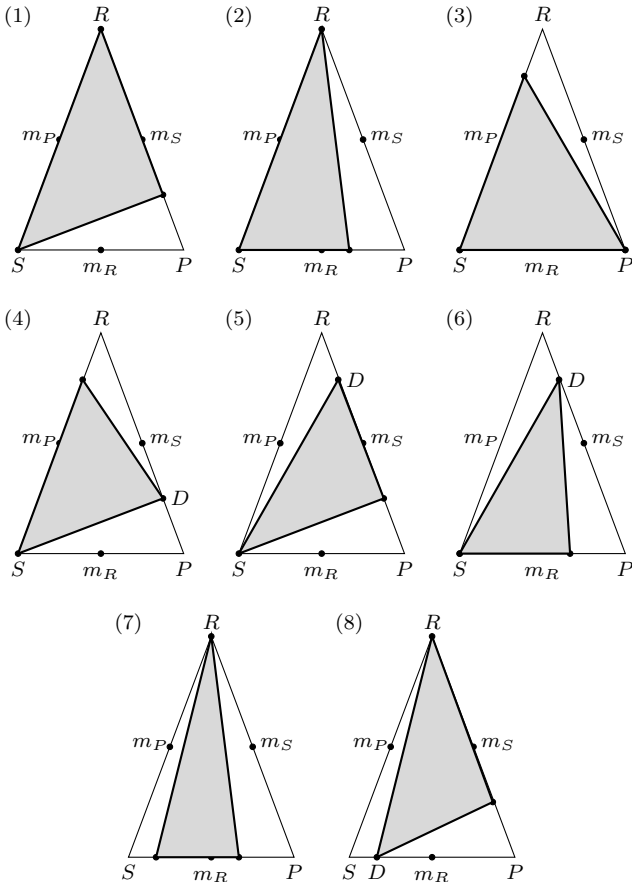 (1) (2) (3)
R R R
m_P m_S m_P m_S m_P m_S
S m_R P S m_R P S m_R P
(4) (5) (6)
R R R
D D
m_P m_S m_P m_S m_P m_S
D
S m_R P S m_R P S m_R P
(7) (8)
R R
m_P m_S m_P m_S
S m_R P S D m_R P